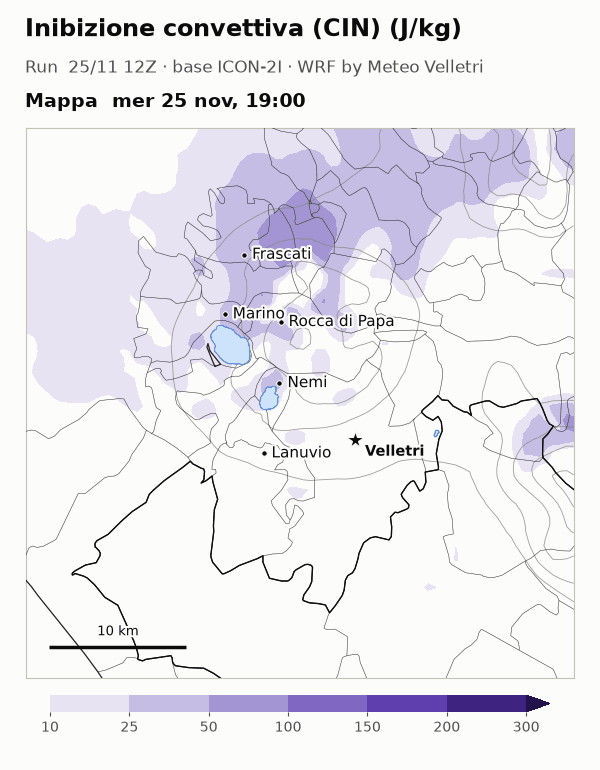 Inibizione convettiva (CIN) (J/kg)
Run  25/11 12Z · base ICON-2I · WRF by Meteo Velletri
Mappa  mer 25 nov, 19:00
Frascati
Marino
Rocca di Papa
Nemi
Velletri
Lanuvio
10 km
10 25 50 100 150 200 300